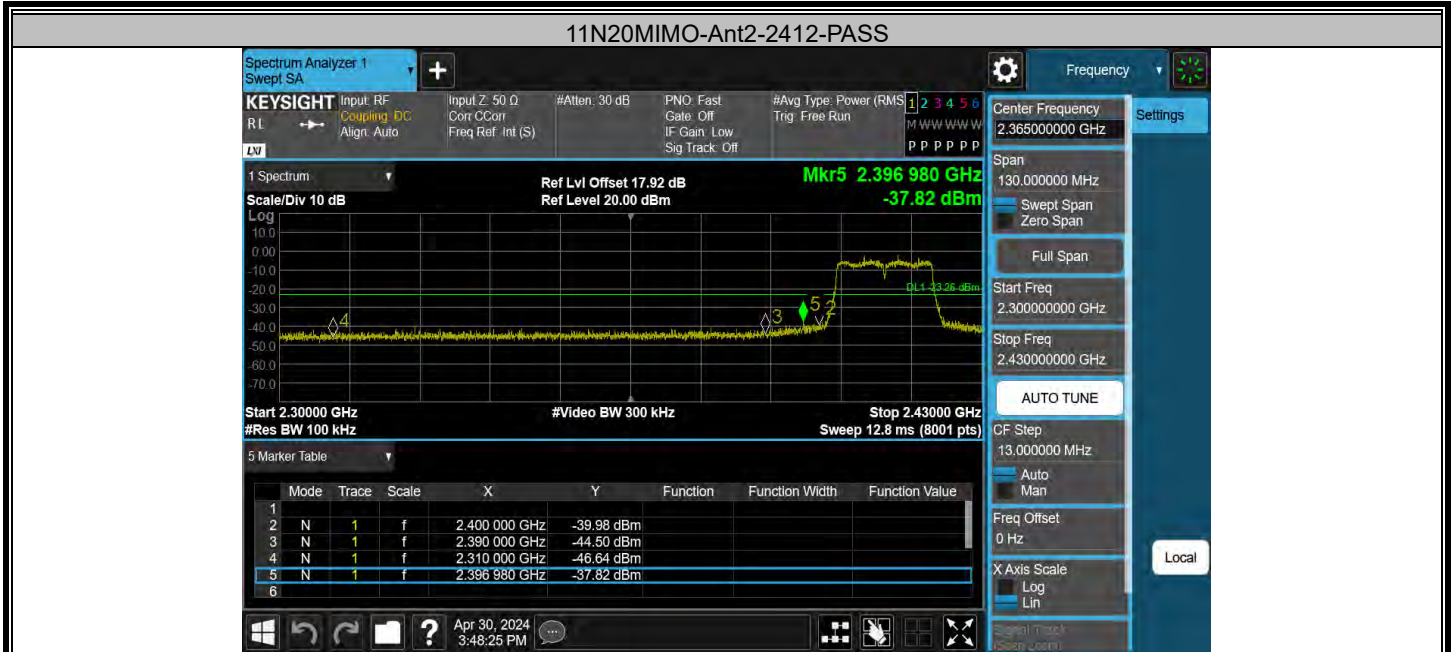 11N20MIMO-Ant2-2412-PASS
Spectrum Analyzer 1
Swept SA
Frequency
KEYSIGHT
RL
LXI
Input: RF
Coupling: DC
Align: Auto
Input Z: 50 Ω
Corr CCorr
Freq Ref: Int (S)
#Atten: 30 dB
PNO: Fast
Gate: Off
IF Gain: Low
Sig Track: Off
#Avg Type: Power (RMS
Trig: Free Run
1 2 3 4 5 6
M W W W W W
P P P P P P
1 Spectrum
Scale/Div 10 dB
Ref Lvl Offset 17.92 dB
Ref Level 20.00 dBm
Mkr5 2.396 980 GHz
-37.82 dBm
Log
10.0
0.00
-10.0
-20.0
-30.0
-40.0
-50.0
-60.0
-70.0
DL1 -23.26 dBm
4
3
5
2
Start 2.30000 GHz
#Video BW 300 kHz
Stop 2.43000 GHz
#Res BW 100 kHz
Sweep 12.8 ms (8001 pts)
5 Marker Table
Mode Trace Scale X Y Function Function Width Function Value
1
2 N 1 f 2.400 000 GHz -39.98 dBm
3 N 1 f 2.390 000 GHz -44.50 dBm
4 N 1 f 2.310 000 GHz -46.64 dBm
5 N 1 f 2.396 980 GHz -37.82 dBm
6
Apr 30, 2024
3:48:25 PM
Settings
Center Frequency
2.365000000 GHz
Span
130.000000 MHz
Swept Span
Zero Span
Full Span
Start Freq
2.300000000 GHz
Stop Freq
2.430000000 GHz
AUTO TUNE
CF Step
13.000000 MHz
Auto
Man
Freq Offset
0 Hz
X Axis Scale
Log
Lin
Signal Track
(Span Zoom)
Local